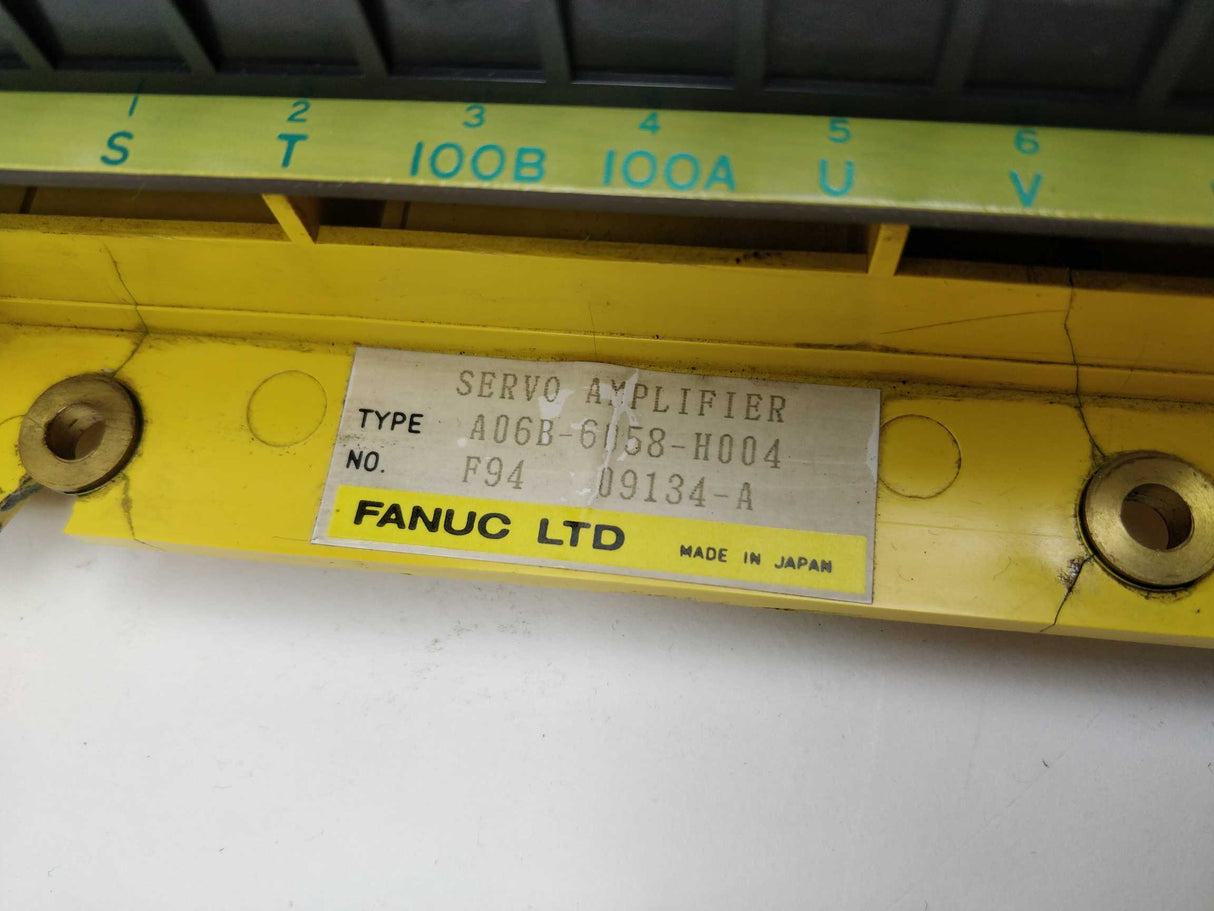 1 2 3 4 5 6
S T 100B 100A U V
SERVO AMPLIFIER
TYPE A06B-6058-H004
NO. F94 09134-A
FANUC LTD MADE IN JAPAN